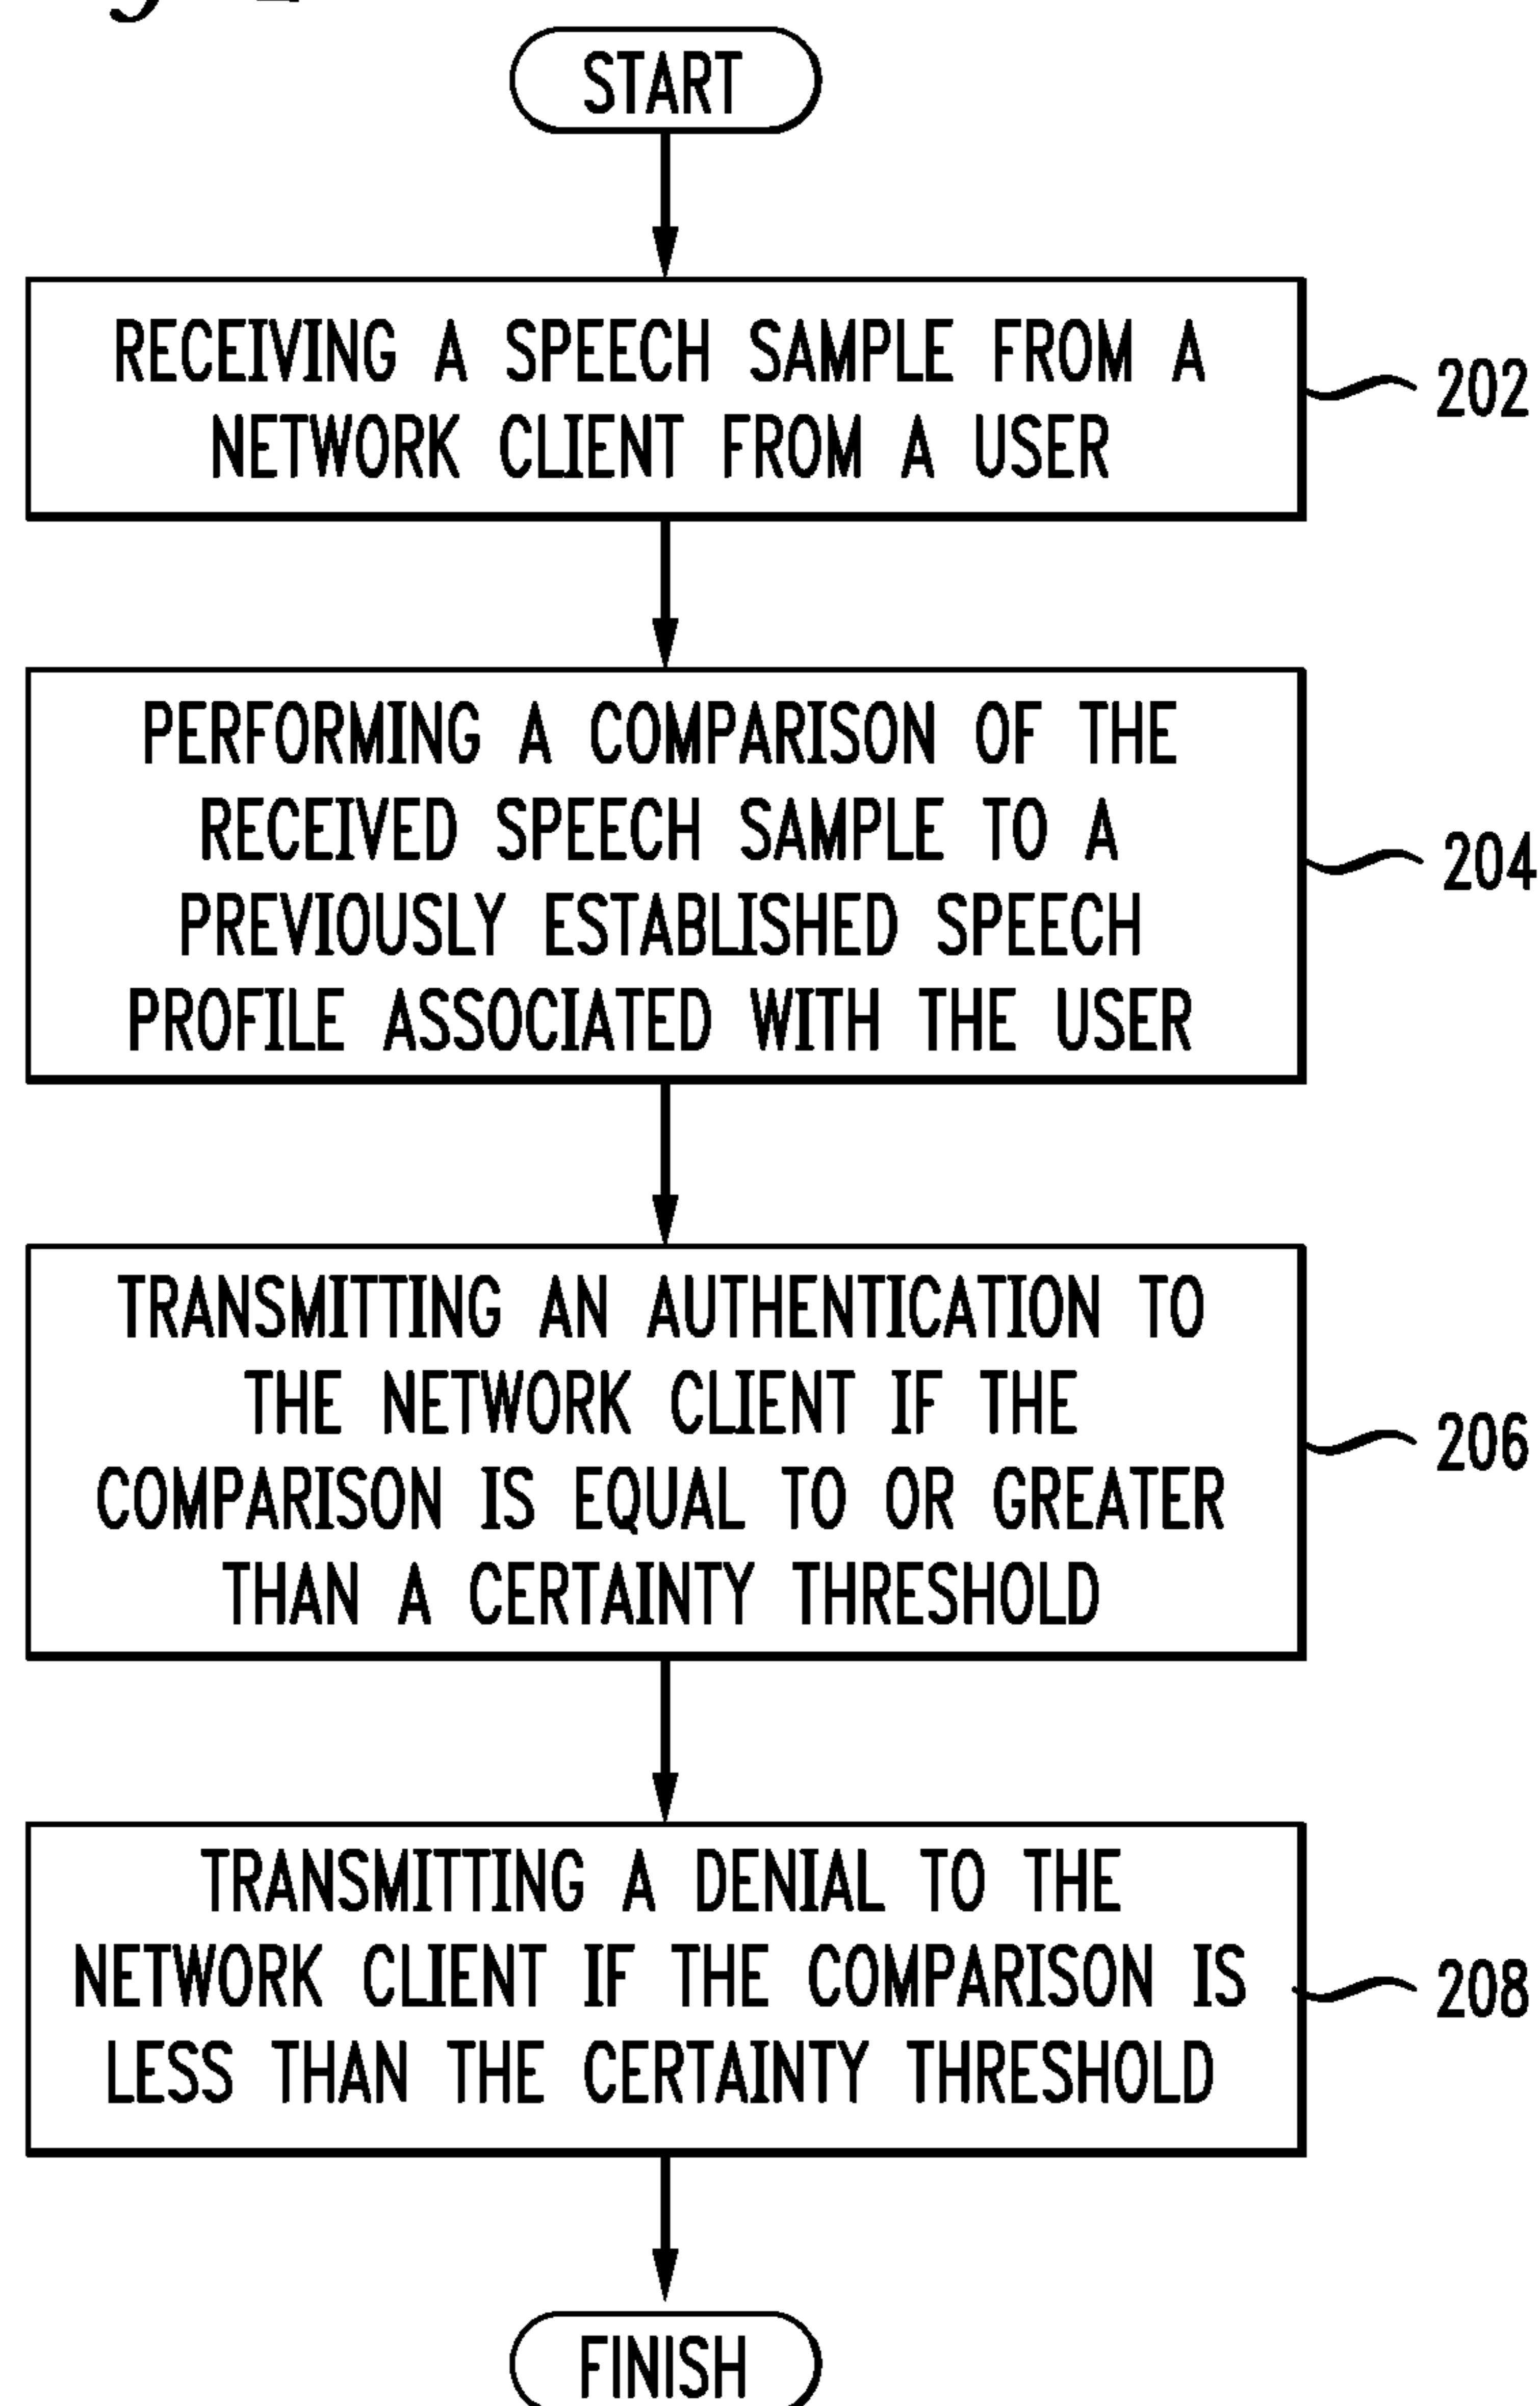 START
RECEIVING A SPEECH SAMPLE FROM A
NETWORK CLIENT FROM A USER
202
PERFORMING A COMPARISON OF THE
RECEIVED SPEECH SAMPLE TO A
PREVIOUSLY ESTABLISHED SPEECH
PROFILE ASSOCIATED WITH THE USER
204
TRANSMITTING AN AUTHENTICATION TO
THE NETWORK CLIENT IF THE
COMPARISON IS EQUAL TO OR GREATER
THAN A CERTAINTY THRESHOLD
206
TRANSMITTING A DENIAL TO THE
NETWORK CLIENT IF THE COMPARISON IS
LESS THAN THE CERTAINTY THRESHOLD
208
FINISH